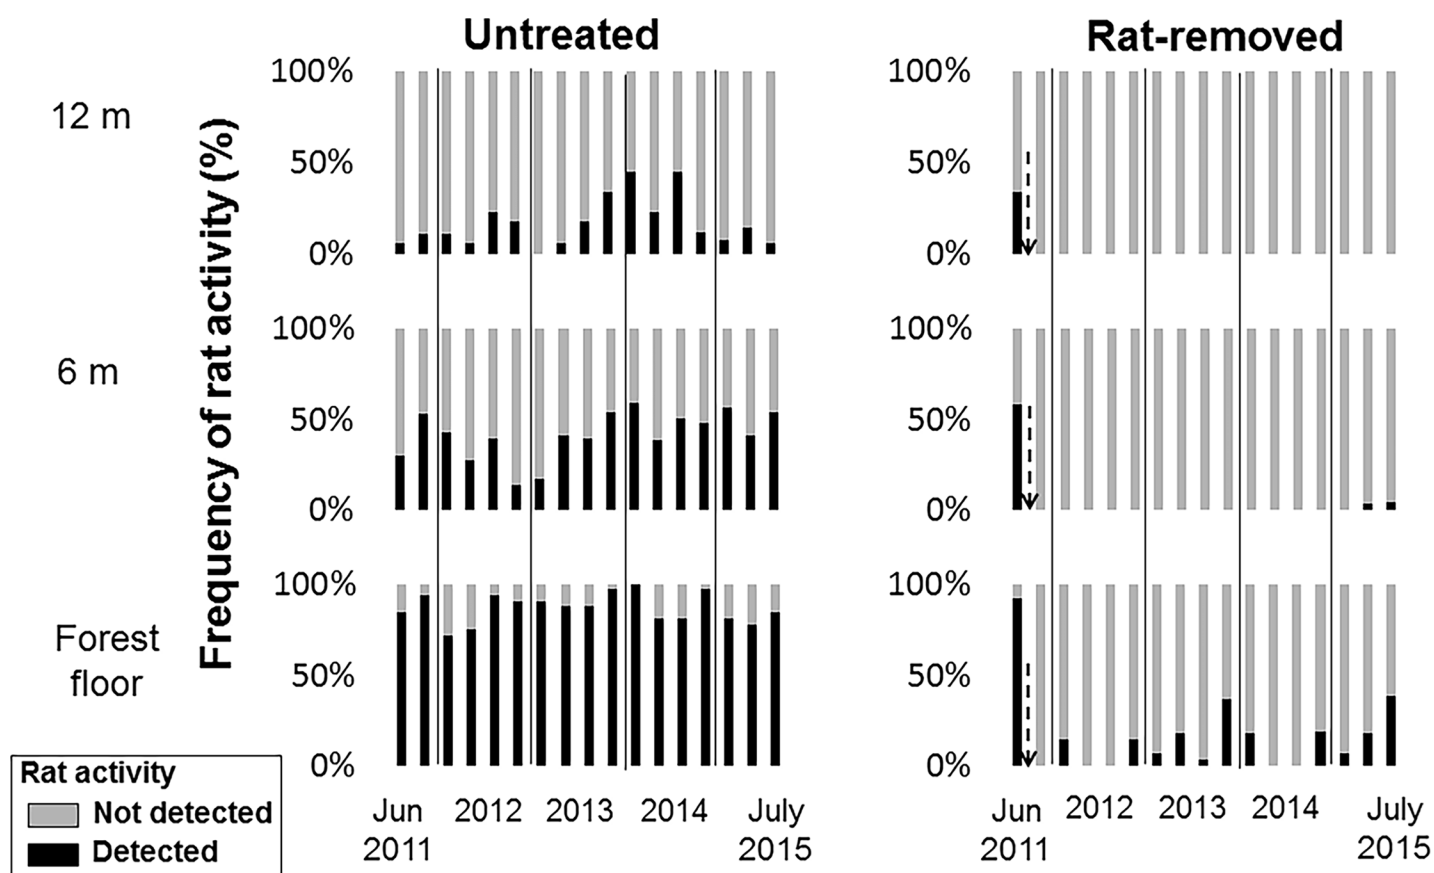 Untreated
Rat-removed
Frequency of rat activity (%)
12 m
100%
50%
0%
100%
50%
0%
6 m
100%
50%
0%
100%
50%
0%
Forest
floor
100%
50%
0%
100%
50%
0%
Jun
2011
2012
2013
2014
July
2015
Jun
2011
2012
2013
2014
July
2015
Rat activity
Not detected
Detected